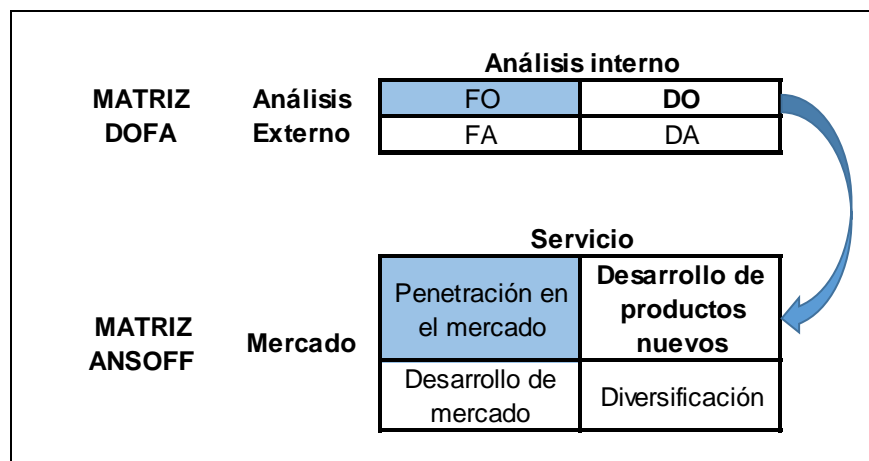 Análisis interno
MATRIZ DOFA
Análisis Externo
FO
DO
FA
DA
Servicio
MATRIZ ANSOFF
Mercado
Penetración en
el mercado
Desarrollo de
productos
nuevos
Desarrollo de
mercado
Diversificación